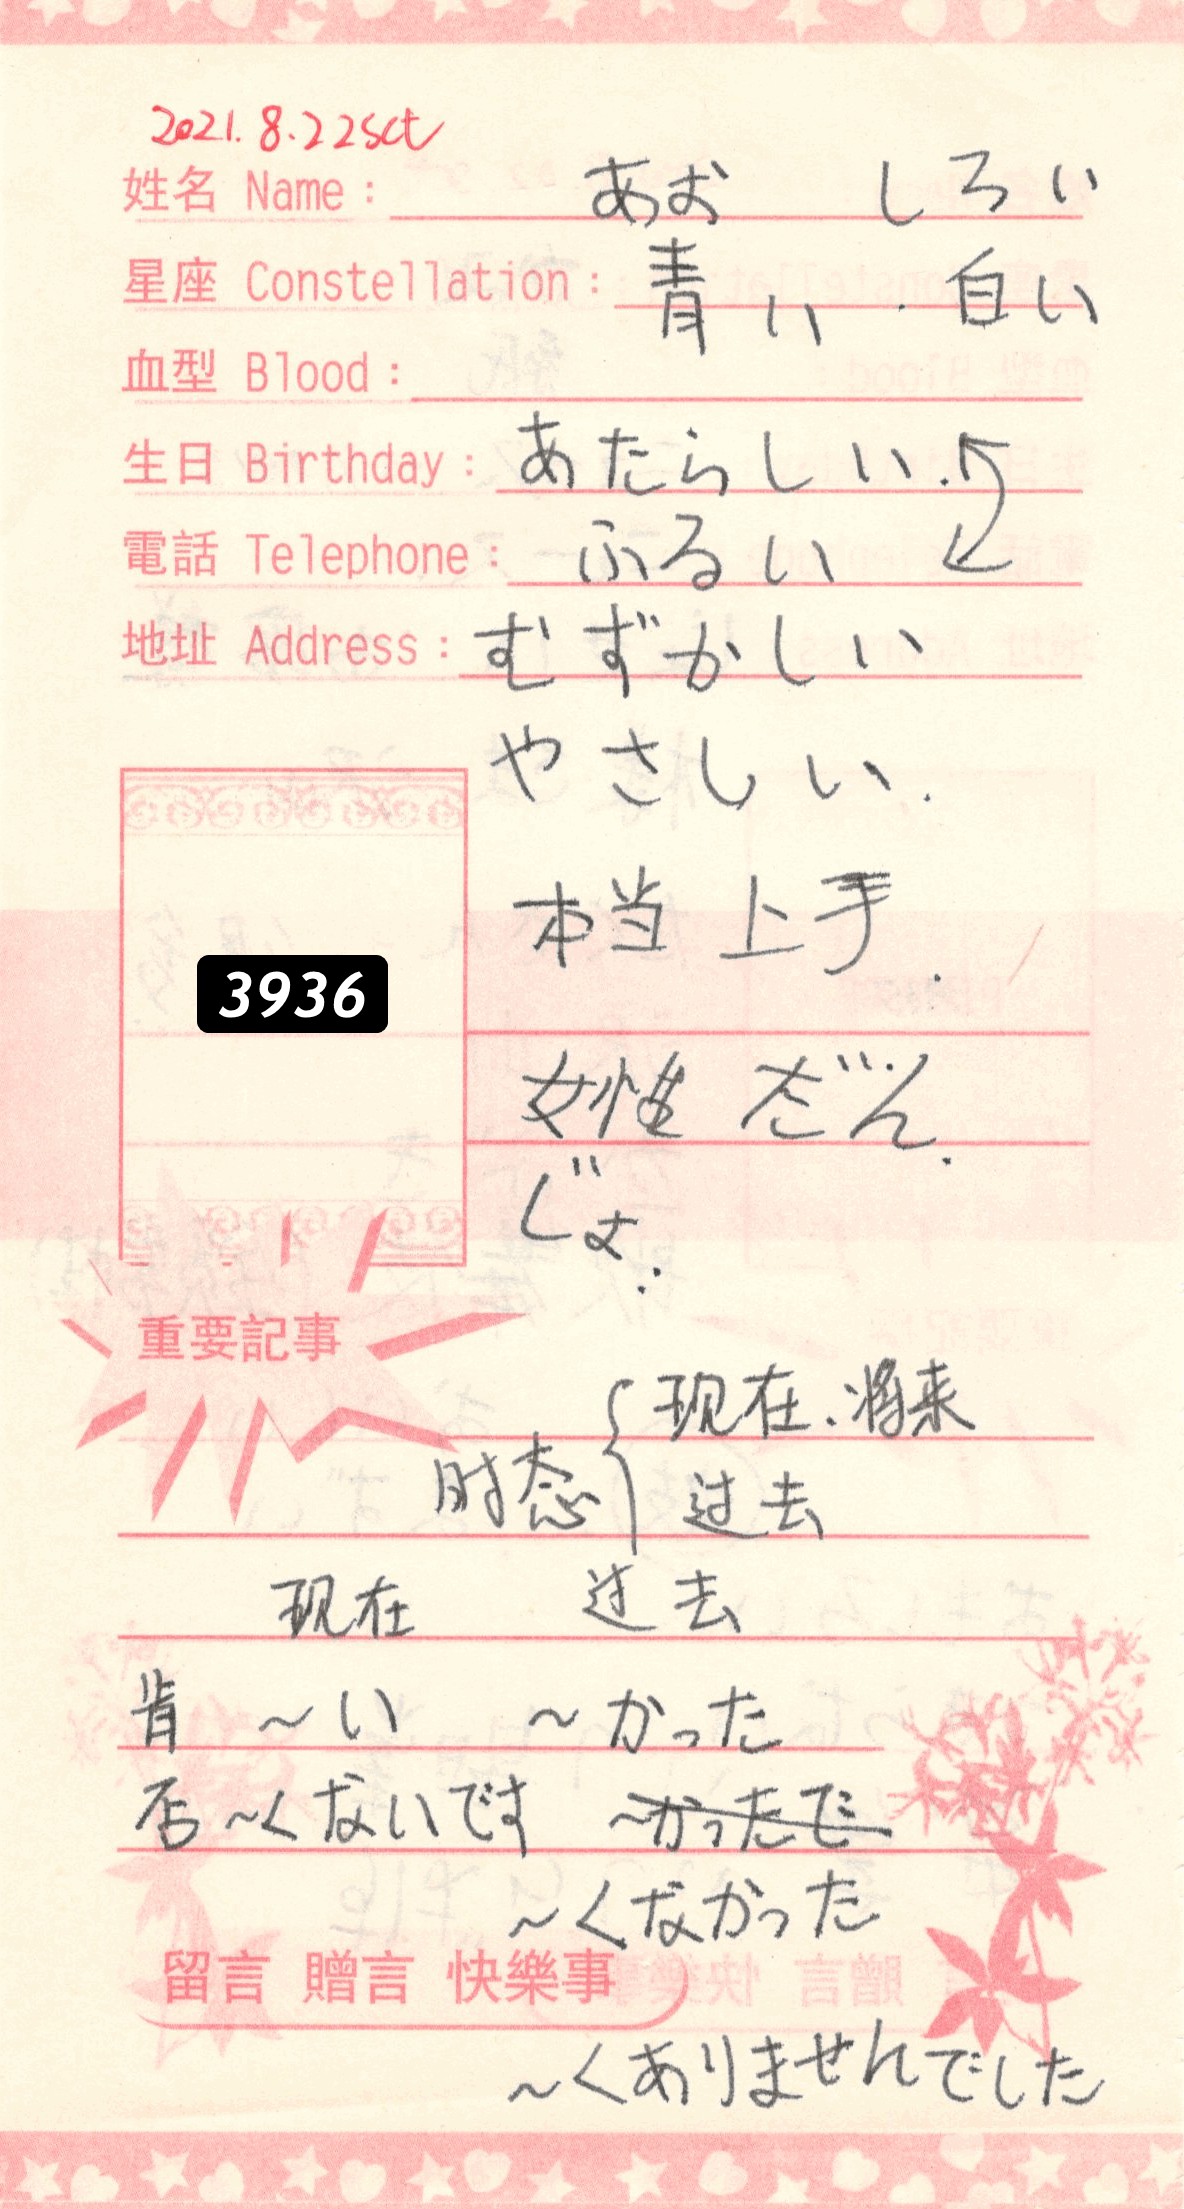 2021.8.22sat
姓名 Name: あお しろい
星座 Constellation: 青い . 白い
血型 Blood:
生日 Birthday: あたらしい.
電話 Telephone: ふるい
地址 Address: むずかしい
やさしい.
本当 上手.
3936
女性 だん.
じょ
重要記事
现在.将来
时态
过去
现在 过去
肯 ~い ~かった
否 ~くないです ~かったで
~くなかった
留言 贈言 快樂事
~くありませんでした